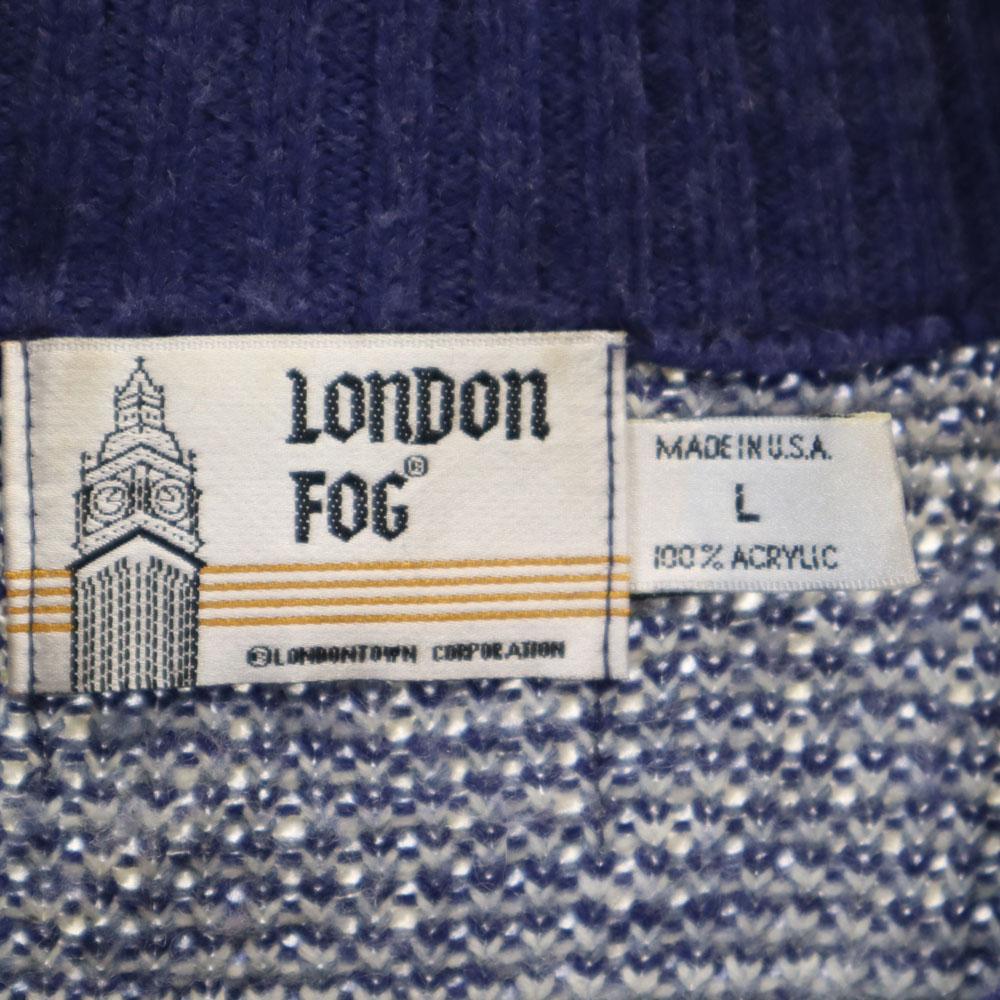 LONDON
FOG®
®LONDONTOWN CORPORATION
MADE IN U.S.A.
L
100% ACRYLIC